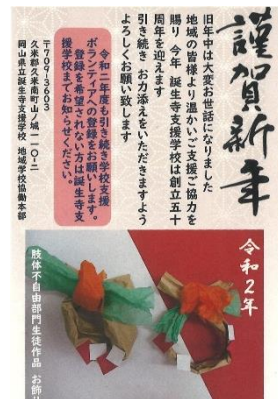 謹賀新年
旧年中は大変お世話になりました
地域の皆様より温かいご支援ご協力を
賜り 今年 誕生寺支援学校は創立五十
周年を迎えます
引き続き お力添えをいただきますよう
よろしくお願い致します
令和二年度も引き続き学校支援
ボランティアへの登録をお願いします。
登録を希望されない方は誕生寺支
援学校までお知らせください。
〒709-3603
久米郡久米南町山ノ城一一〇-二
岡山県立誕生寺支援学校 地域学校協働本部
令和2年
肢体不自由部門生徒作品 お飾り